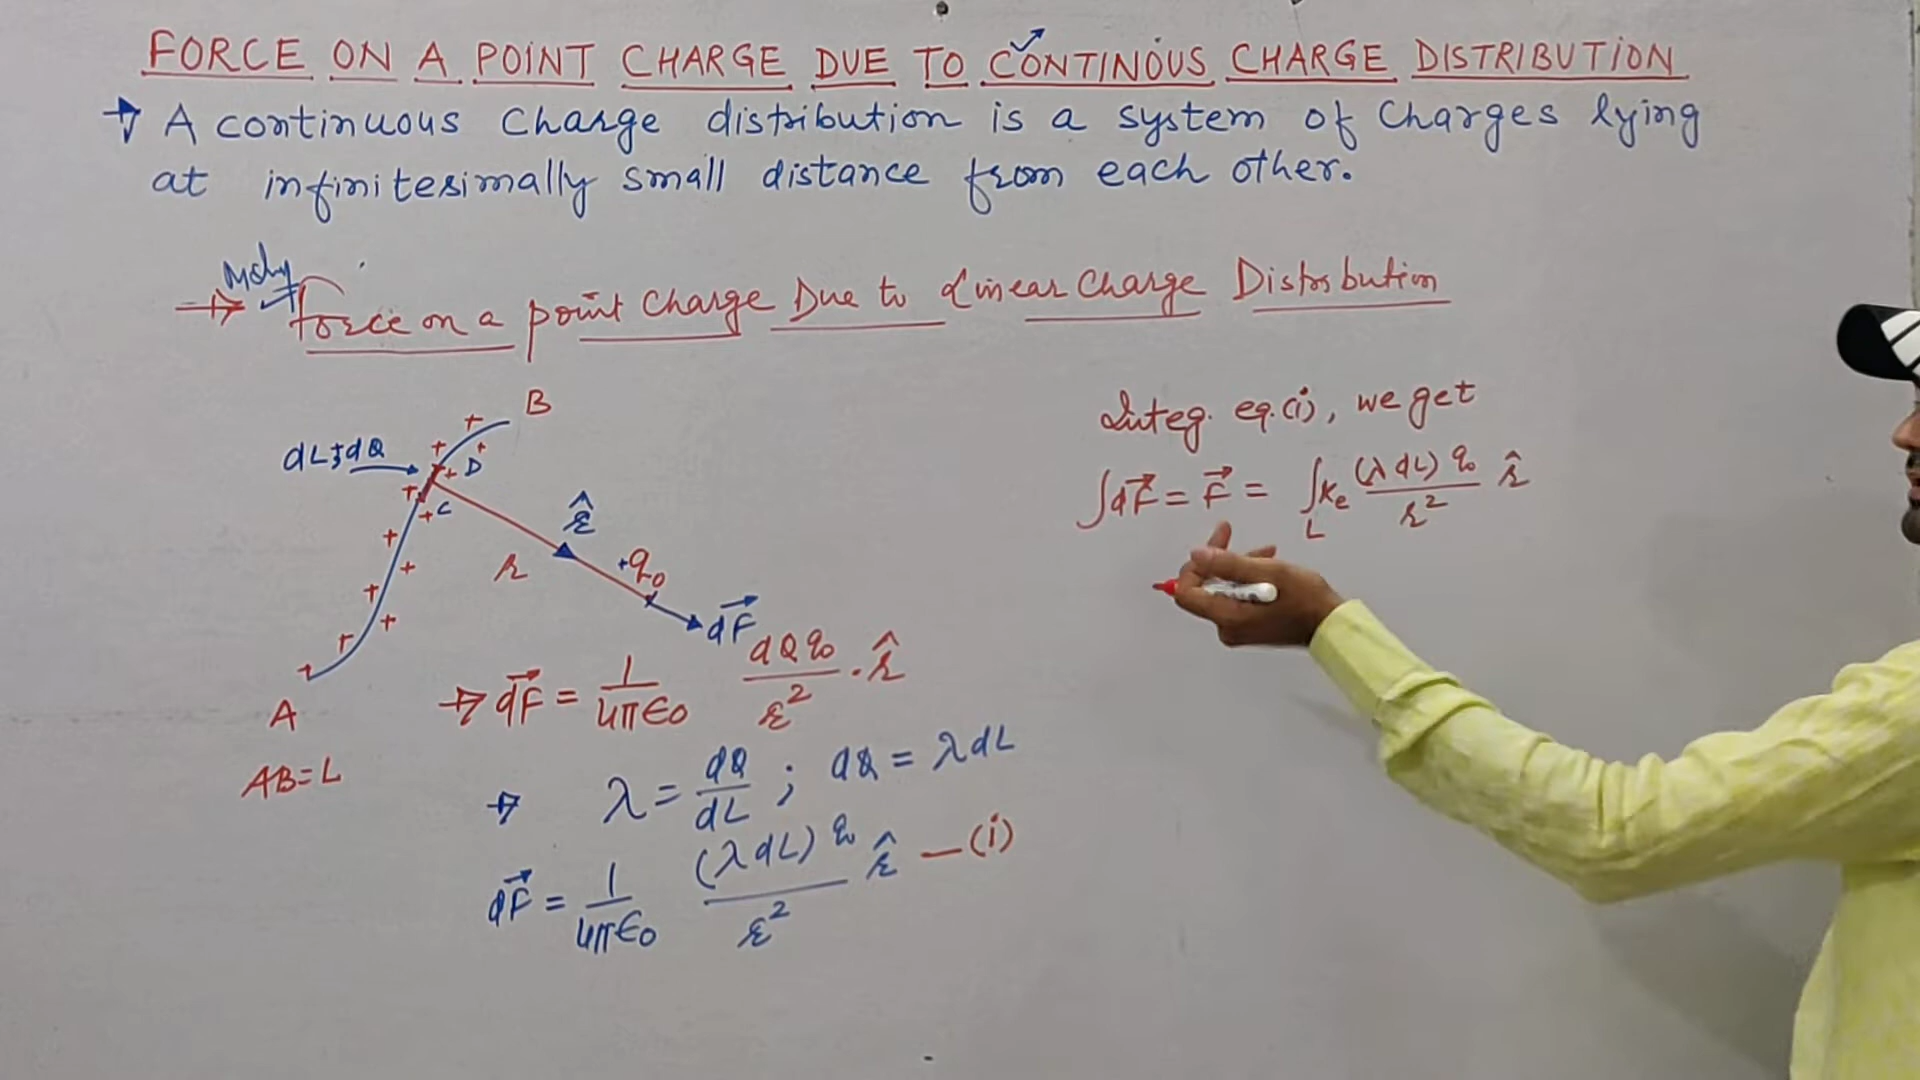 FORCE ON A POINT CHARGE DUE TO CONTINOUS CHARGE DISTRIBUTION
→ A continuous charge distribution is a system of charges lying
at infinitesimally small distance from each other.
→ Force on a point Charge Due to Linear Charge Distribution
B
dL; dQ
D
C
r̂
r
+q₀
dF⃗
A
AB = L
→ dF⃗ = 1/4πϵ₀ dQq₀/r² · r̂
→ λ = dQ/dL ; dQ = λdL
dF⃗ = 1/4πϵ₀ (λdL)q₀/r² r̂ — (i)
Integ. eq.(i), we get
∫dF⃗ = F⃗ = ∫L Ke (λdL)q₀/r² r̂